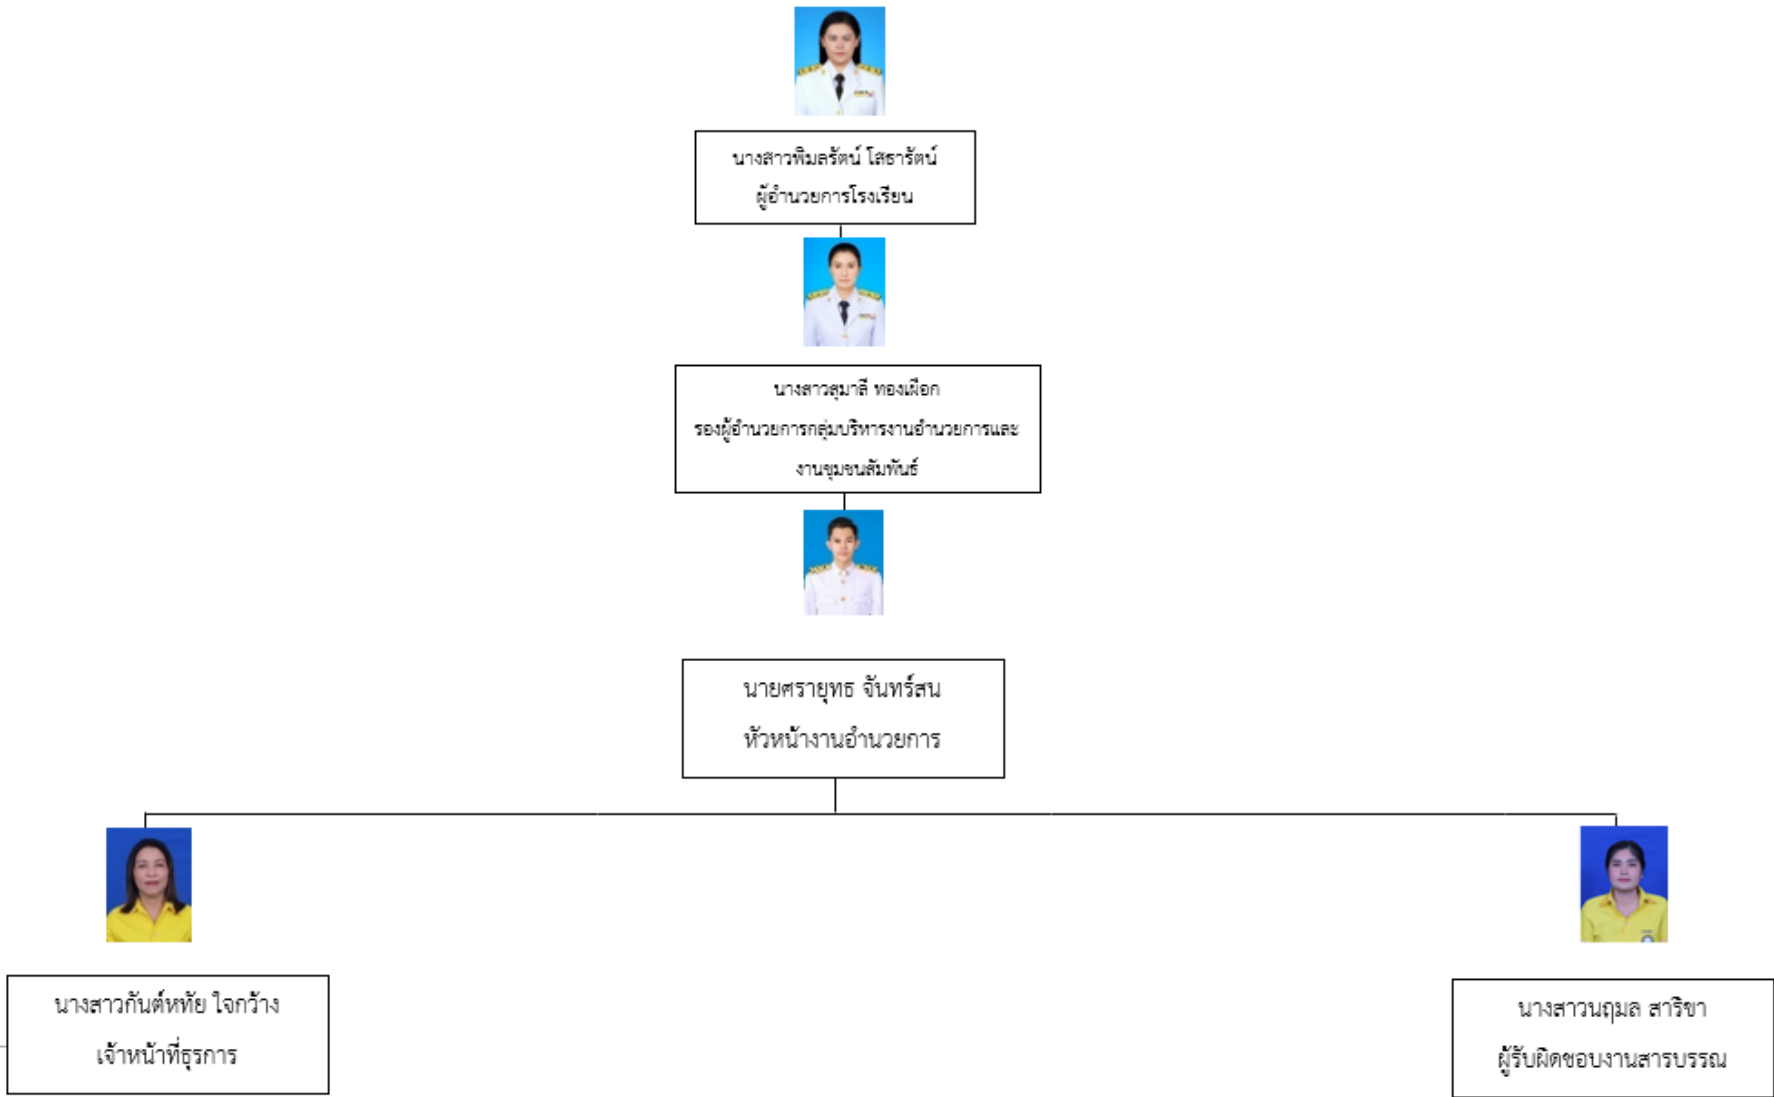 นางสาวพิมลรัตน์ โสธารัตน์
ผู้อำนวยการโรงเรียน
นางสาวสุมาลี ทองเผือก
รองผู้อำนวยการกลุ่มบริหารงานอำนวยการและ
งานชุมชนสัมพันธ์
นายศรายุทธ จันทร์สน
หัวหน้างานอำนวยการ
นางสาวกันต์หทัย ใจกว้าง
เจ้าหน้าที่ธุรการ
นางสาวนฤมล สาริขา
ผู้รับผิดชอบงานสารบรรณ